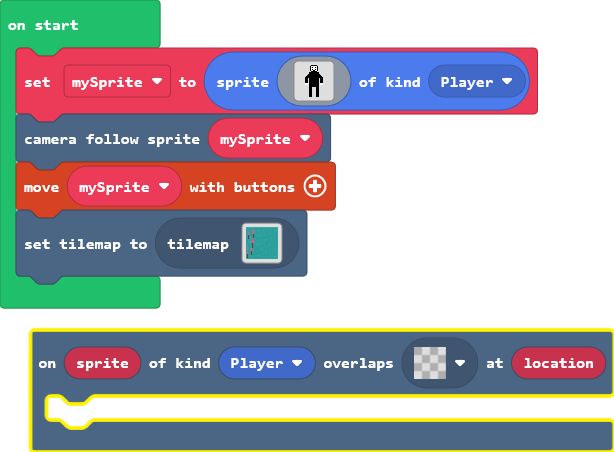 on start
set mySprite to sprite of kind Player
camera follow sprite mySprite
move mySprite with buttons
set tilemap to tilemap
on sprite of kind Player overlaps at location